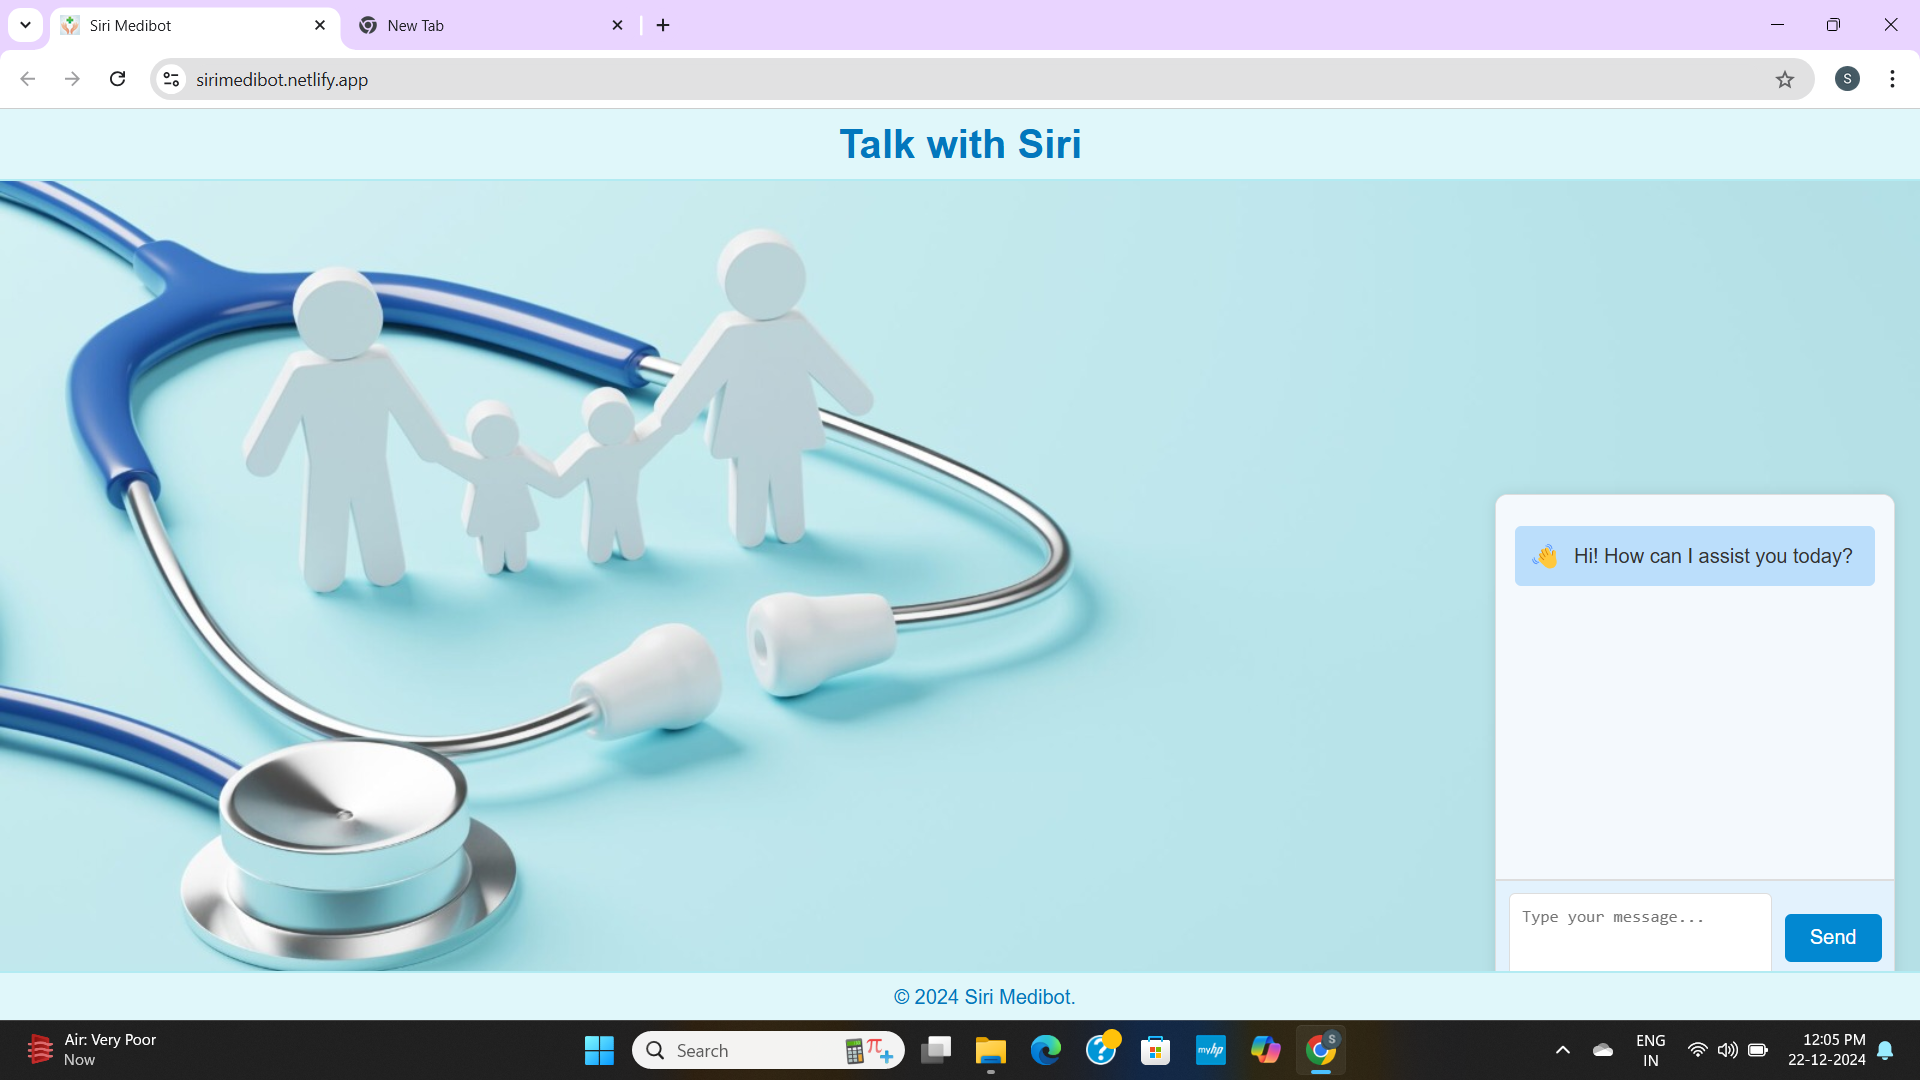 Siri Medibot
New Tab
sirimedibot.netlify.app
S
Talk with Siri
👋 Hi! How can I assist you today?
Type your message...
Send
© 2024 Siri Medibot.
Air: Very Poor
Now
Search
π
myhp
S
ENG
IN
12:05 PM
22-12-2024